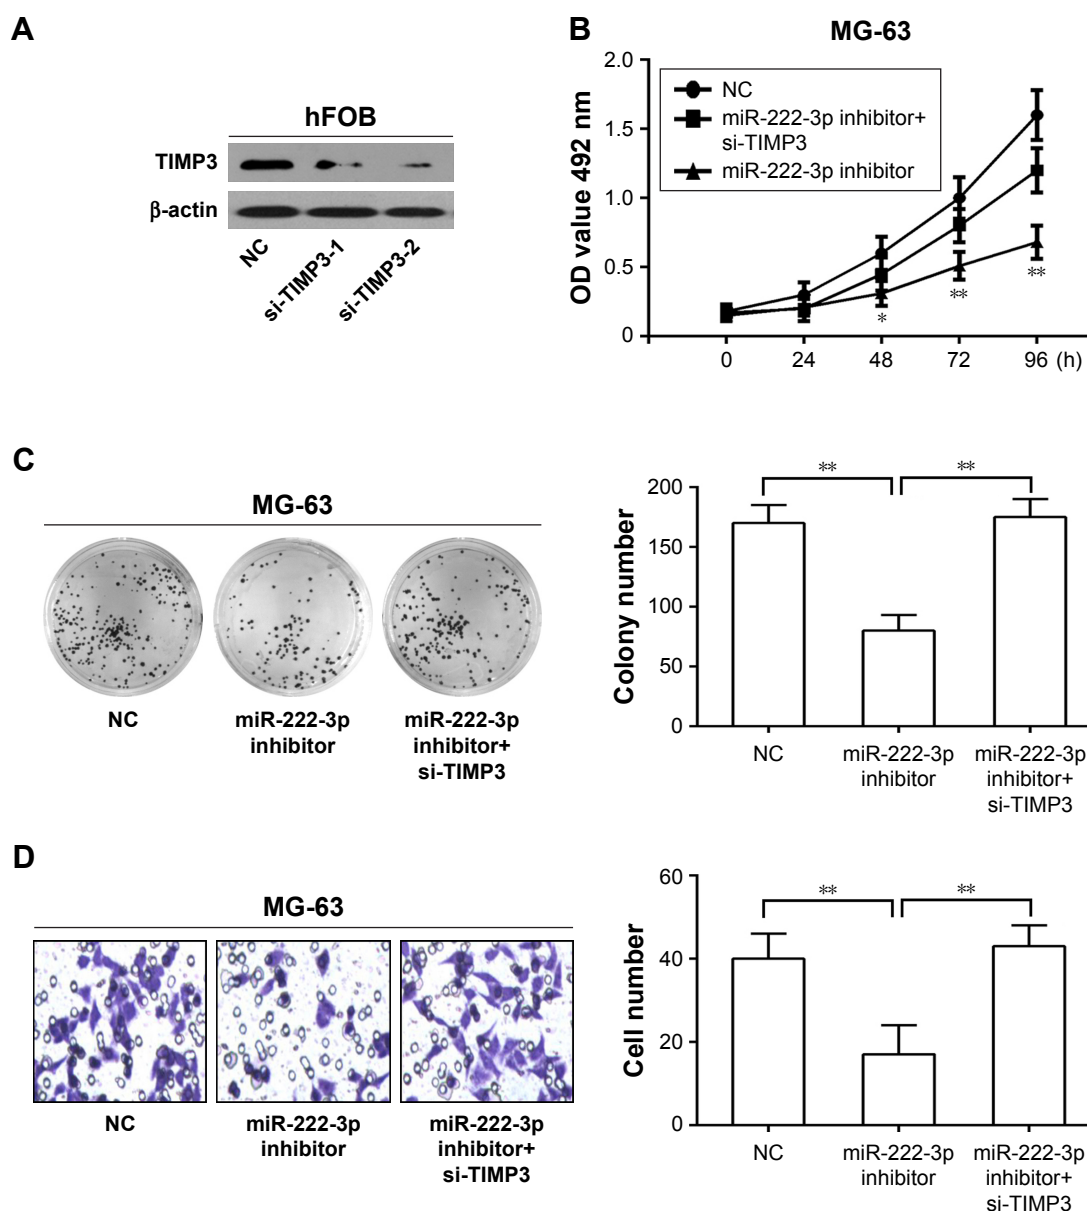 A
hFOB
TIMP3
β-actin
NC
si-TIMP3-1
si-TIMP3-2
B
MG-63
OD value 492 nm
2.0
1.5
1.0
0.5
0
NC
miR-222-3p inhibitor+
si-TIMP3
miR-222-3p inhibitor
*
**
**
0 24 48 72 96 (h)
C
MG-63
NC
miR-222-3p
inhibitor
miR-222-3p
inhibitor+
si-TIMP3
Colony number
200
150
100
50
0
**
**
NC
miR-222-3p
inhibitor
miR-222-3p
inhibitor+
si-TIMP3
D
MG-63
NC
miR-222-3p
inhibitor
miR-222-3p
inhibitor+
si-TIMP3
Cell number
60
40
20
0
**
**
NC
miR-222-3p
inhibitor
miR-222-3p
inhibitor+
si-TIMP3